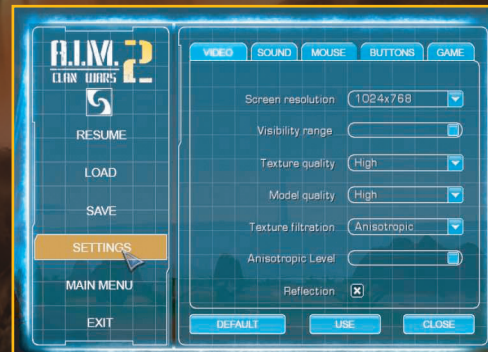 A.I.M. 2
CLAN WARS
RESUME
LOAD
SAVE
SETTINGS
MAIN MENU
EXIT
VIDEO SOUND MOUSE BUTTONS GAME
Screen resolution 1024x768
Visibility range
Texture quality High
Model quality High
Texture filtration Anisotropic
Anisotropic Level
Reflection
DEFAULT USE CLOSE